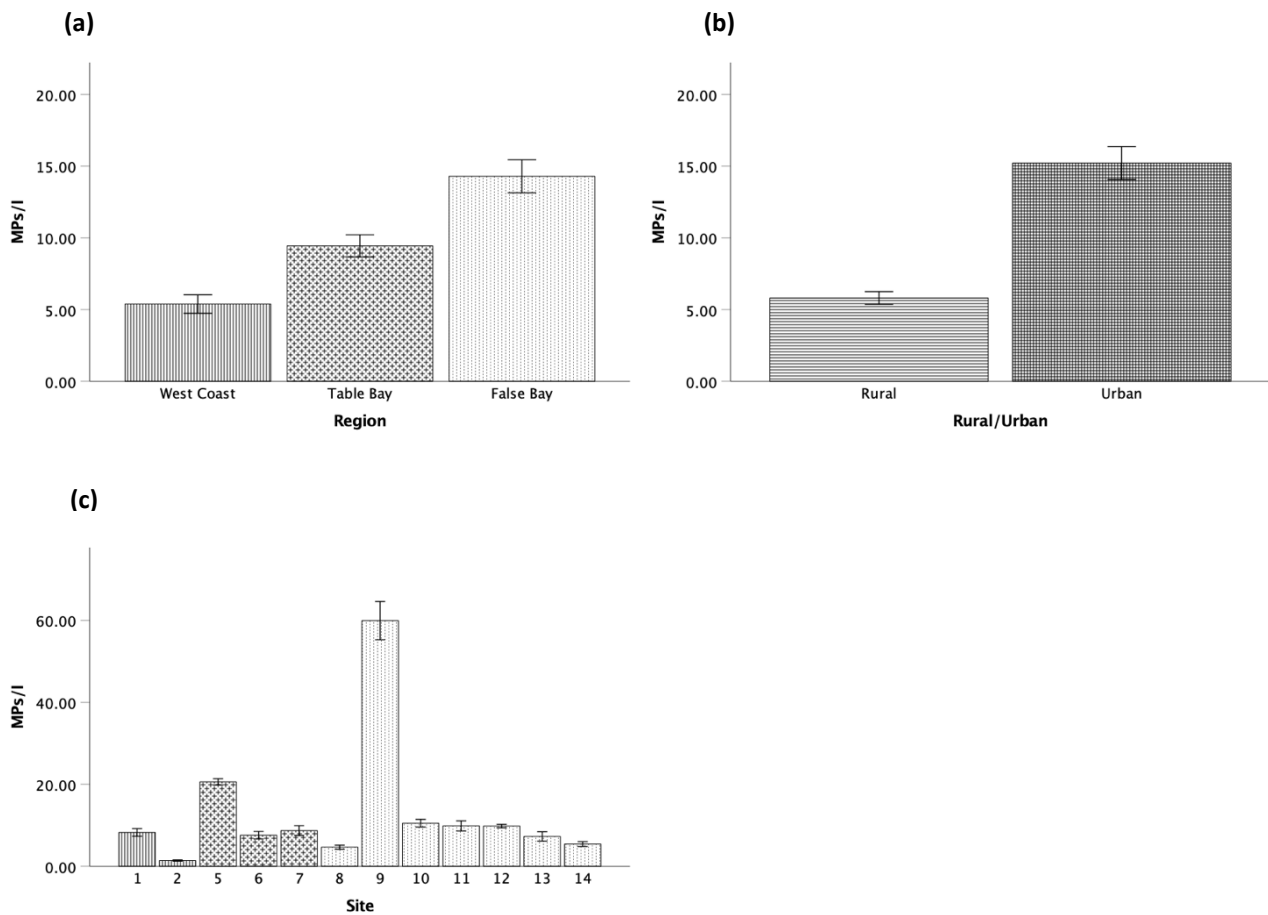 (a)
20.00
15.00
10.00
5.00
0.00
MPs/l
West Coast Table Bay False Bay
Region
(b)
20.00
15.00
10.00
5.00
0.00
MPs/l
Rural Urban
Rural/Urban
(c)
60.00
40.00
20.00
0.00
MPs/l
1 2 5 6 7 8 9 10 11 12 13 14
Site